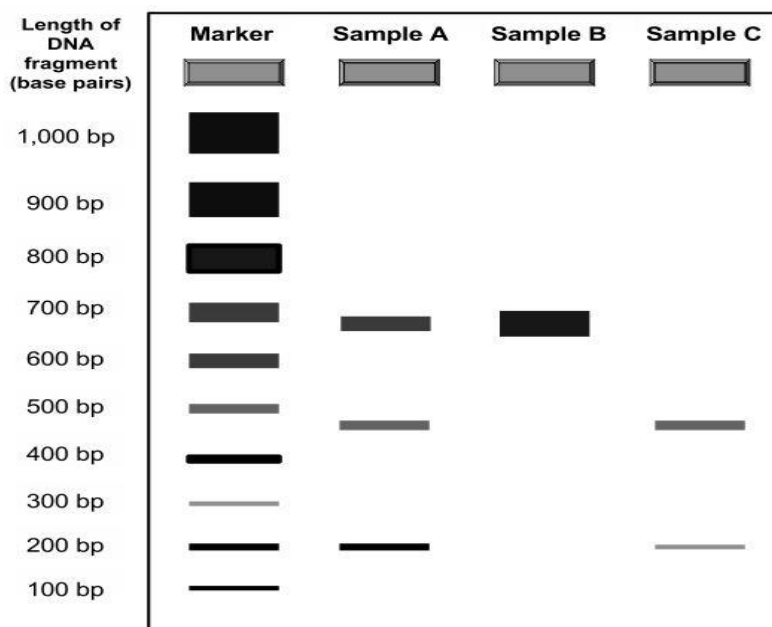 Length of
DNA
fragment
(base pairs)
Marker
Sample A
Sample B
Sample C
1,000 bp
900 bp
800 bp
700 bp
600 bp
500 bp
400 bp
300 bp
200 bp
100 bp